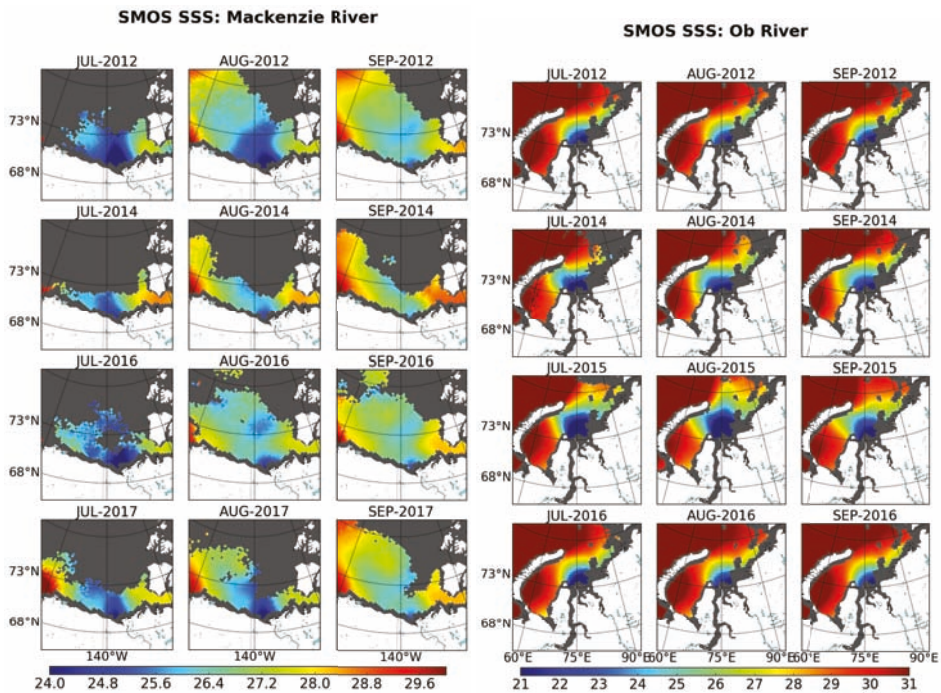 SMOS SSS: Mackenzie River
JUL-2012 AUG-2012 SEP-2012
73°N
68°N
JUL-2014 AUG-2014 SEP-2014
73°N
68°N
JUL-2016 AUG-2016 SEP-2016
73°N
68°N
JUL-2017 AUG-2017 SEP-2017
73°N
68°N
140°W 140°W 140°W
24.0 24.8 25.6 26.4 27.2 28.0 28.8 29.6
SMOS SSS: Ob River
JUL-2012 AUG-2012 SEP-2012
73°N
68°N
JUL-2014 AUG-2014 SEP-2014
73°N
68°N
JUL-2015 AUG-2015 SEP-2015
73°N
68°N
JUL-2016 AUG-2016 SEP-2016
73°N
68°N
60°E 75°E 90°E 60°E 75°E 90°E 60°E 75°E 90°E
21 22 23 24 25 26 27 28 29 30 31